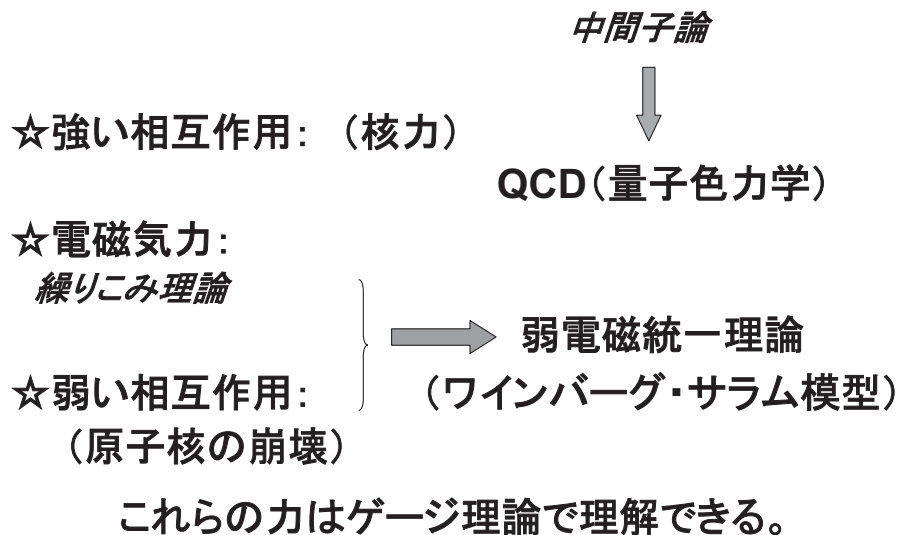 中間子論
☆強い相互作用：（核力）
QCD（量子色力学）
☆電磁気力：
繰りこみ理論
弱電磁統一理論
☆弱い相互作用：
（ワインバーグ・サラム模型）
（原子核の崩壊）
これらの力はゲージ理論で理解できる。